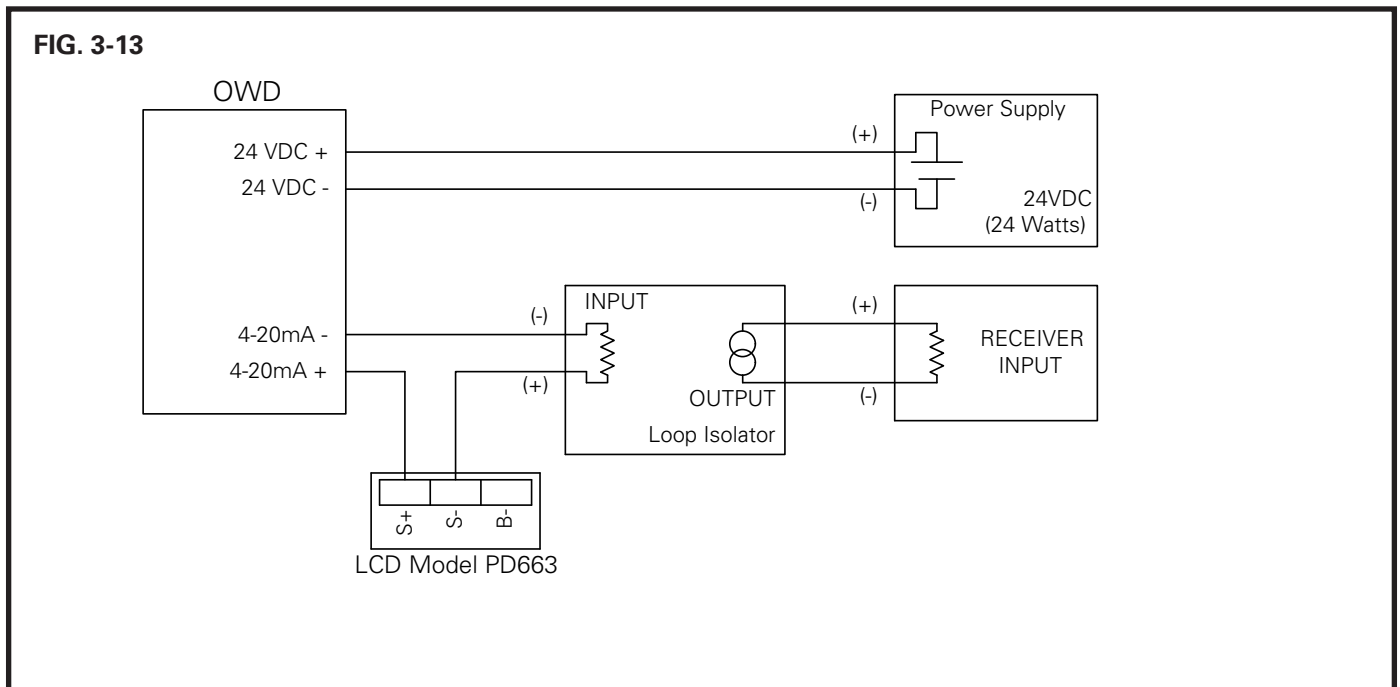 FIG. 3-13
OWD
24 VDC +
24 VDC -
4-20mA -
4-20mA +
(+)
(-)
Power Supply
24VDC
(24 Watts)
(-)
(+)
INPUT
OUTPUT
Loop Isolator
(+)
(-)
RECEIVER
INPUT
S+
S-
B-
LCD Model PD663